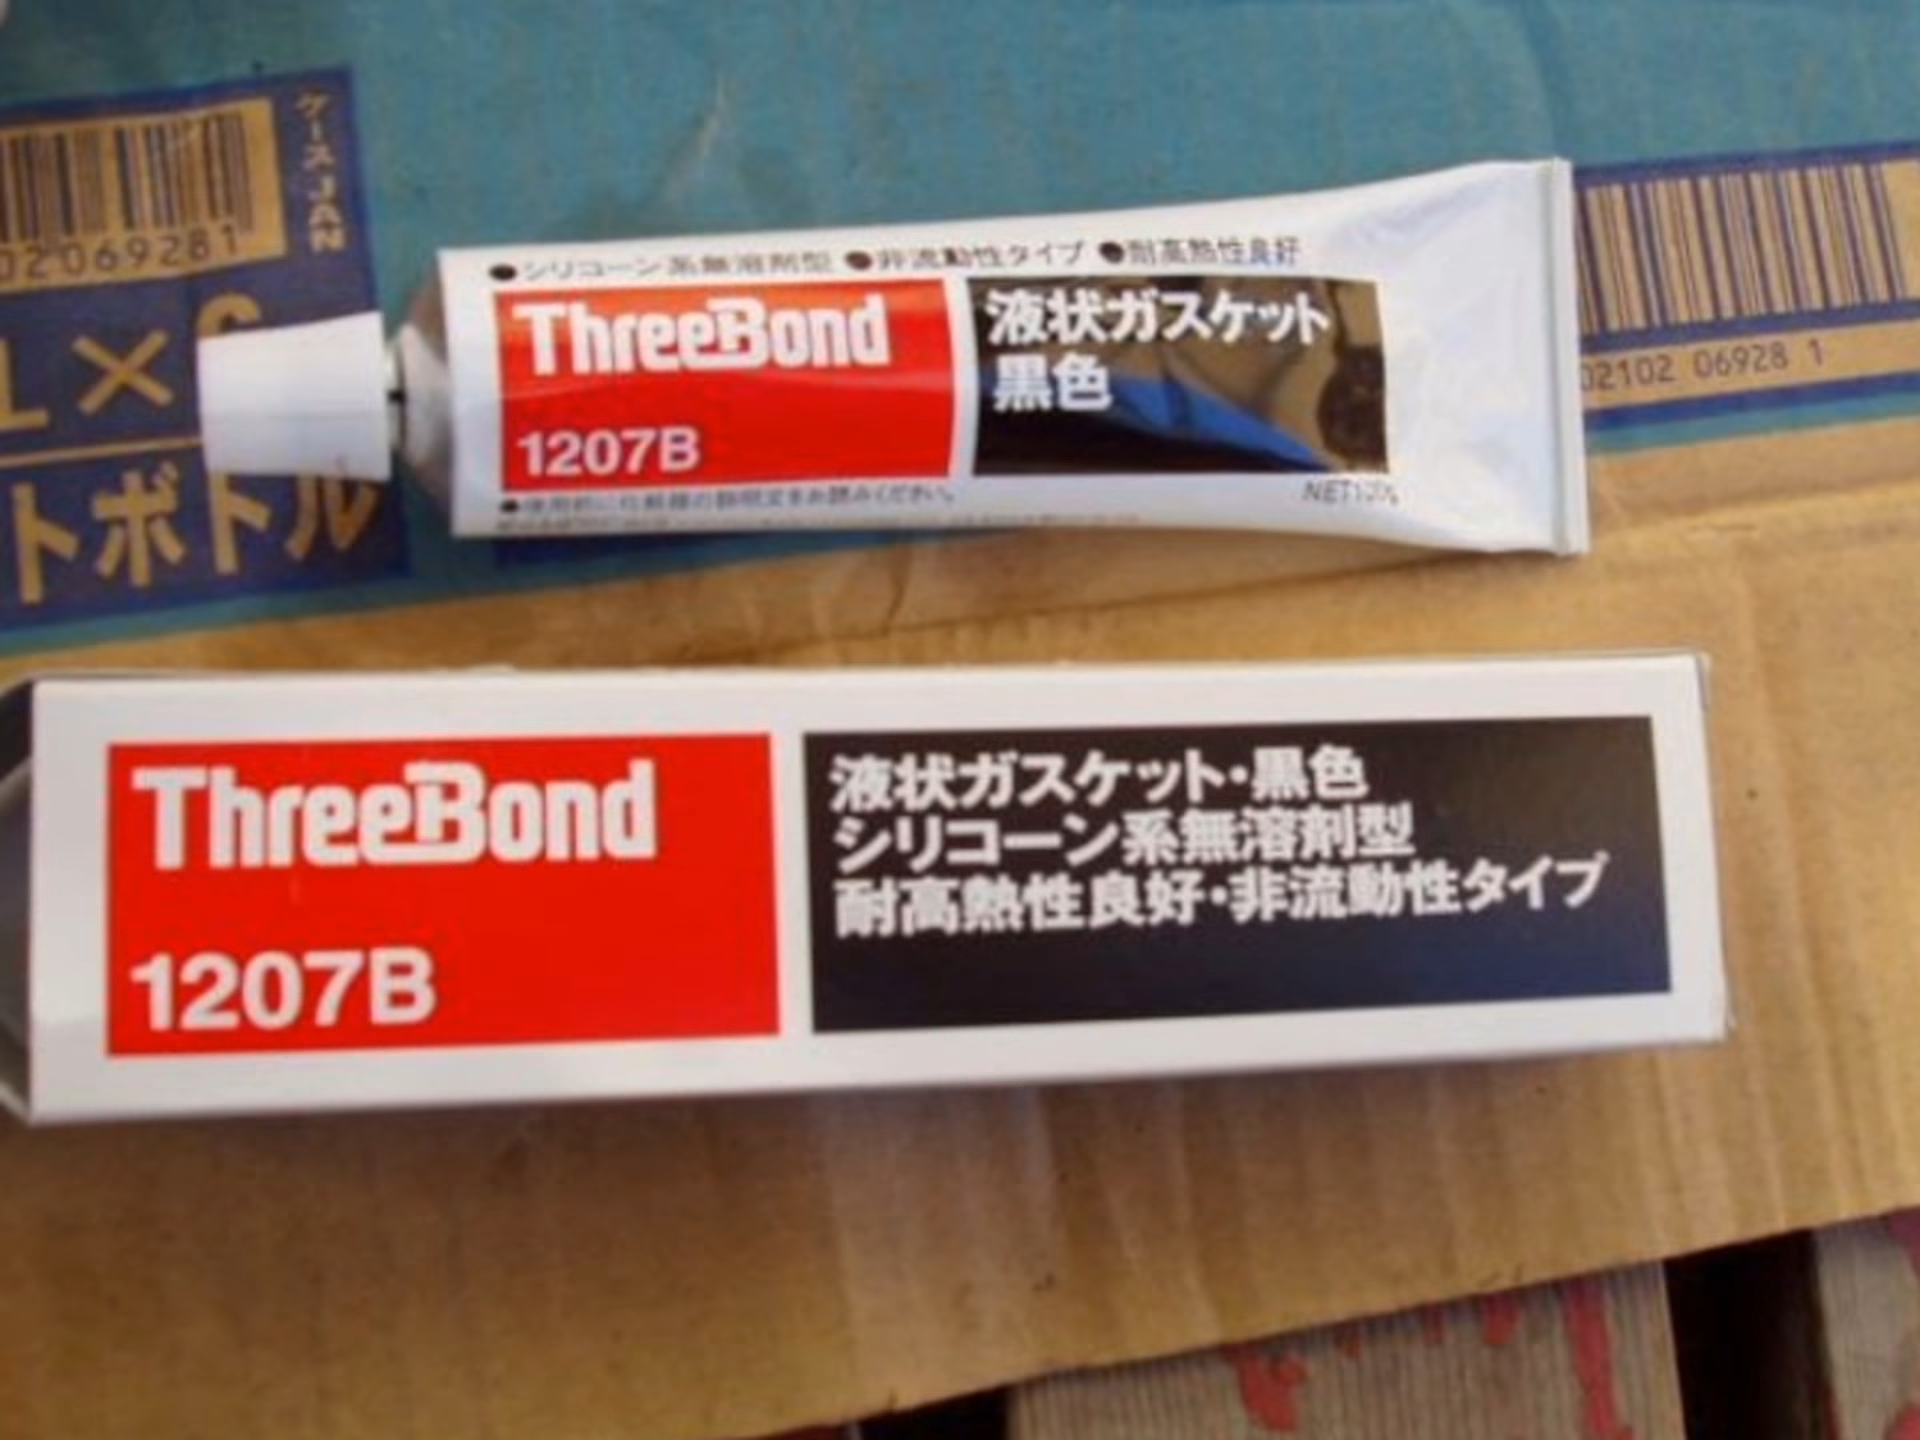 ケースJAN
02069281
L×6
トボトル
●シリコーン系無溶剤型 ●非流動性タイプ ●耐高熱性良好
ThreeBond
1207B
液状ガスケット
黒色
NET150g
02102 06928 1
ThreeBond
1207B
液状ガスケット・黒色
シリコーン系無溶剤型
耐高熱性良好・非流動性タイプ